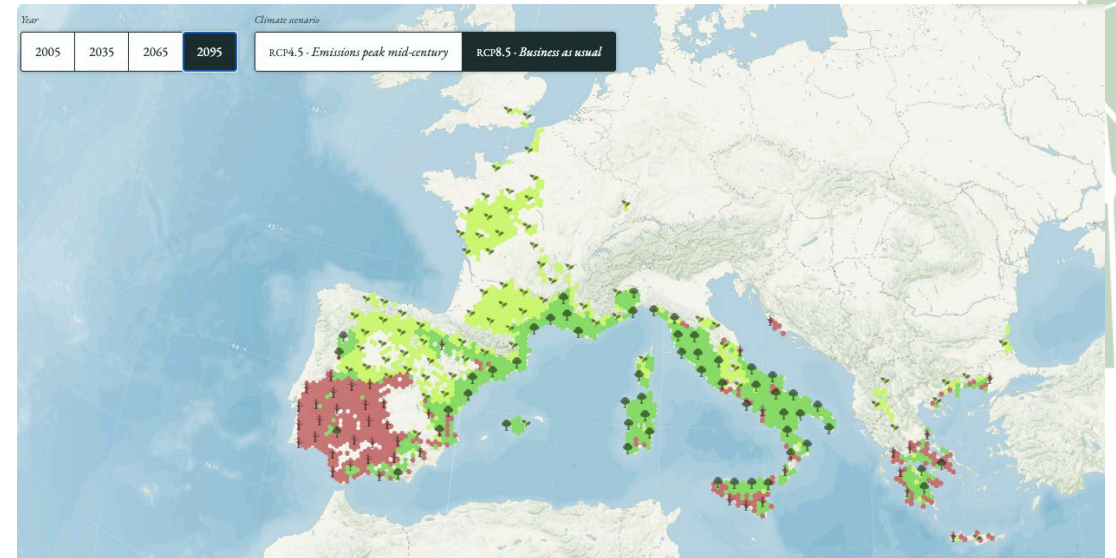 Year
Climate scenario
2005
2035
2065
2095
RCP4.5 · Emissions peak mid-century
RCP8.5 · Business as usual